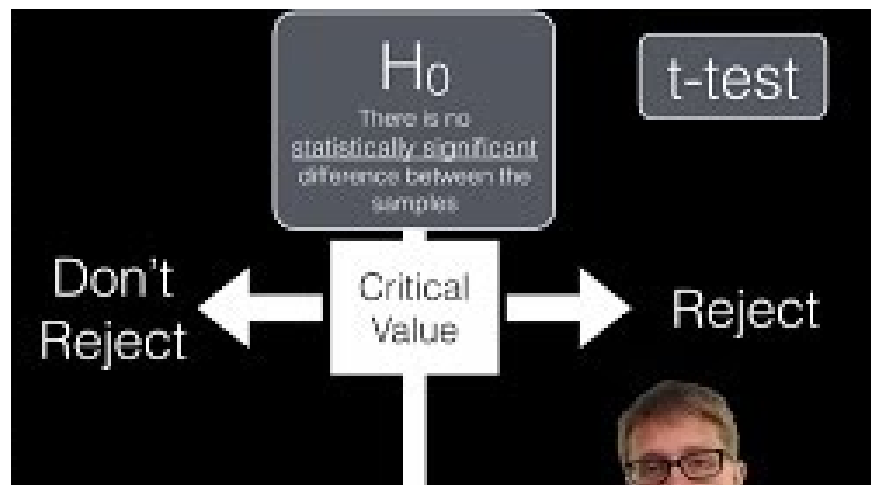 H₀
There is no
statistically significant
difference between the
samples
t-test
Don't
Reject
Critical
Value
Reject